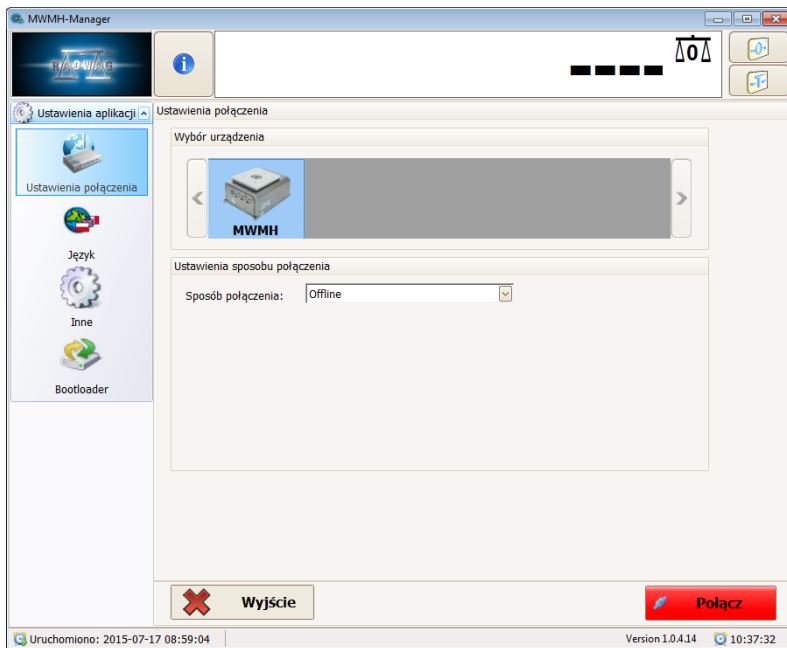 MWMH-Manager
RADWAG
0
-0-
-T-
Ustawienia aplikacji
Ustawienia połączenia
Język
Inne
Bootloader
Ustawienia połączenia
Wybór urządzenia
MWMH
Ustawienia sposobu połączenia
Sposób połączenia: Offline
Wyjście
Połącz
Uruchomiono: 2015-07-17 08:59:04
Version 1.0.4.14
10:37:32